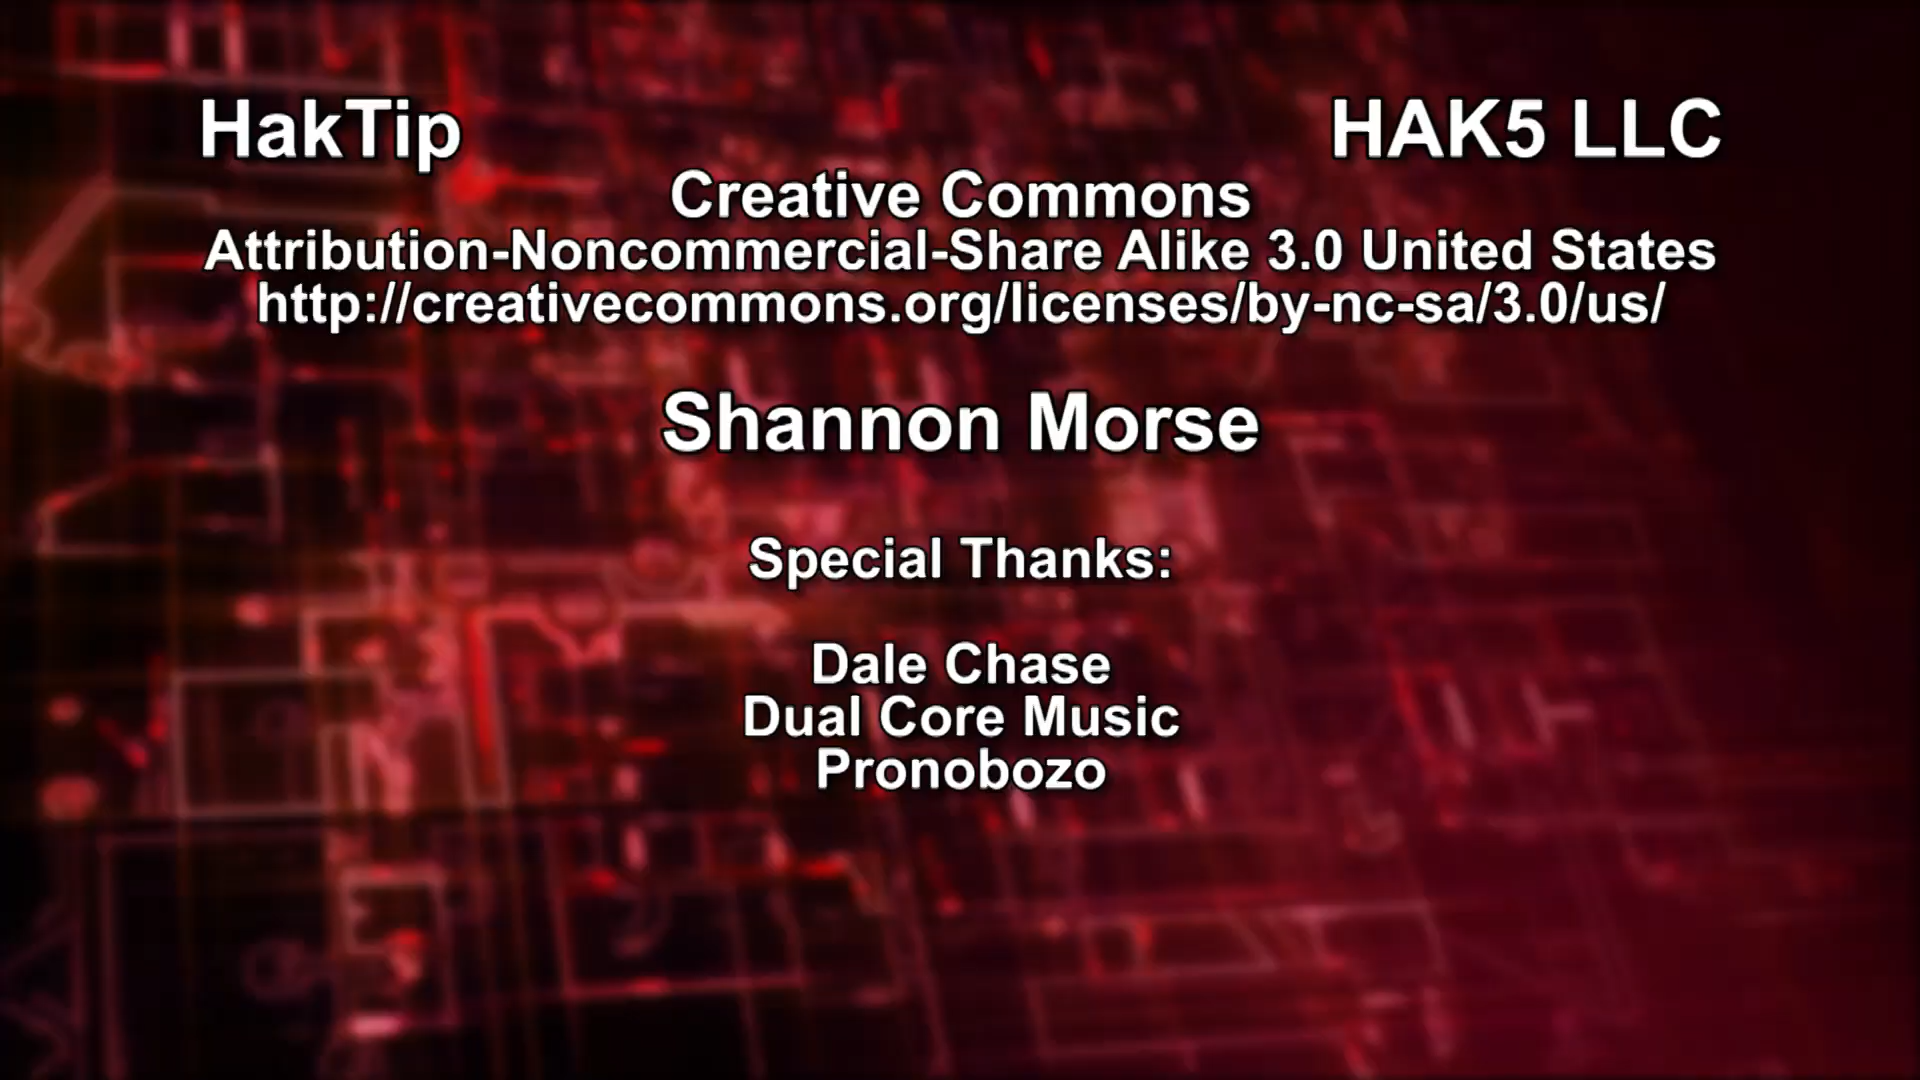 HakTip HAK5 LLC
Creative Commons
Attribution-Noncommercial-Share Alike 3.0 United States
http://creativecommons.org/licenses/by-nc-sa/3.0/us/
Shannon Morse
Special Thanks:
Dale Chase
Dual Core Music
Pronobozo